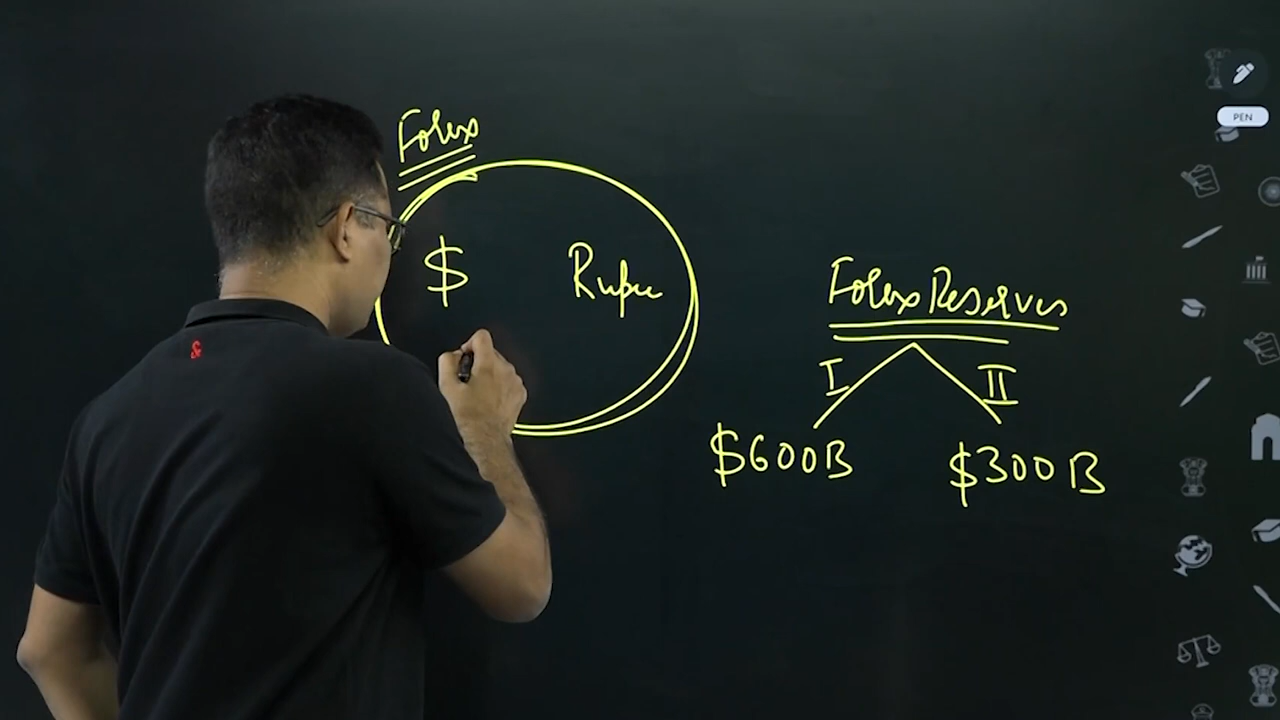 Forex
$ Rupee
Forex Reserves
I II
$600B $300B
PEN